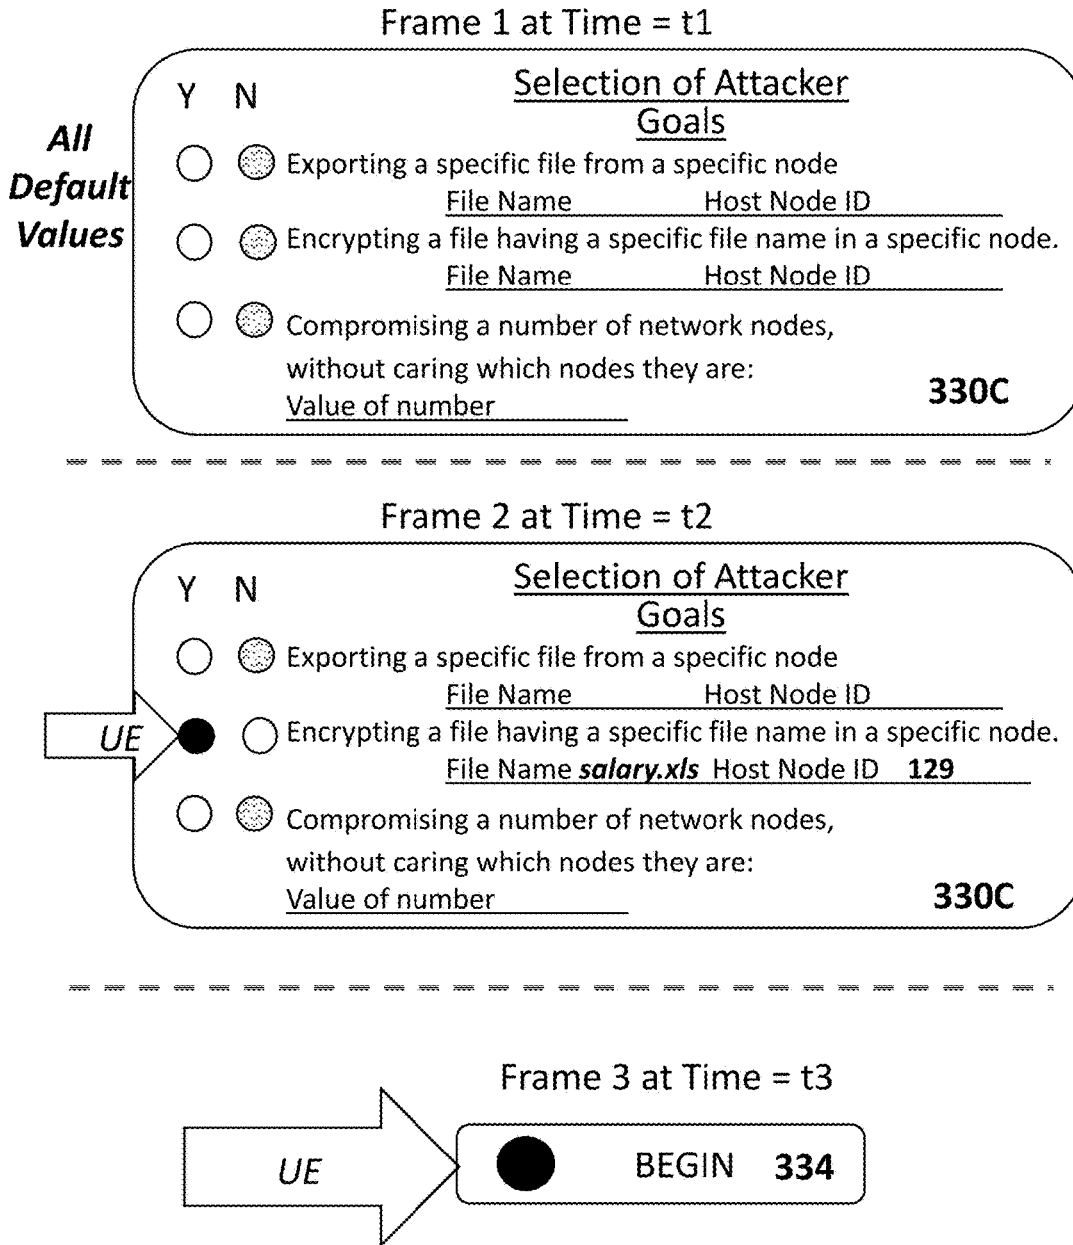 Frame 1 at Time = t1
Y N
Selection of Attacker
Goals
All
Default
Values
Exporting a specific file from a specific node
File Name Host Node ID
Encrypting a file having a specific file name in a specific node.
File Name Host Node ID
Compromising a number of network nodes,
without caring which nodes they are:
Value of number
330C
Frame 2 at Time = t2
Y N
Selection of Attacker
Goals
Exporting a specific file from a specific node
File Name Host Node ID
UE
Encrypting a file having a specific file name in a specific node.
File Name salary.xls Host Node ID 129
Compromising a number of network nodes,
without caring which nodes they are:
Value of number
330C
Frame 3 at Time = t3
UE
BEGIN 334